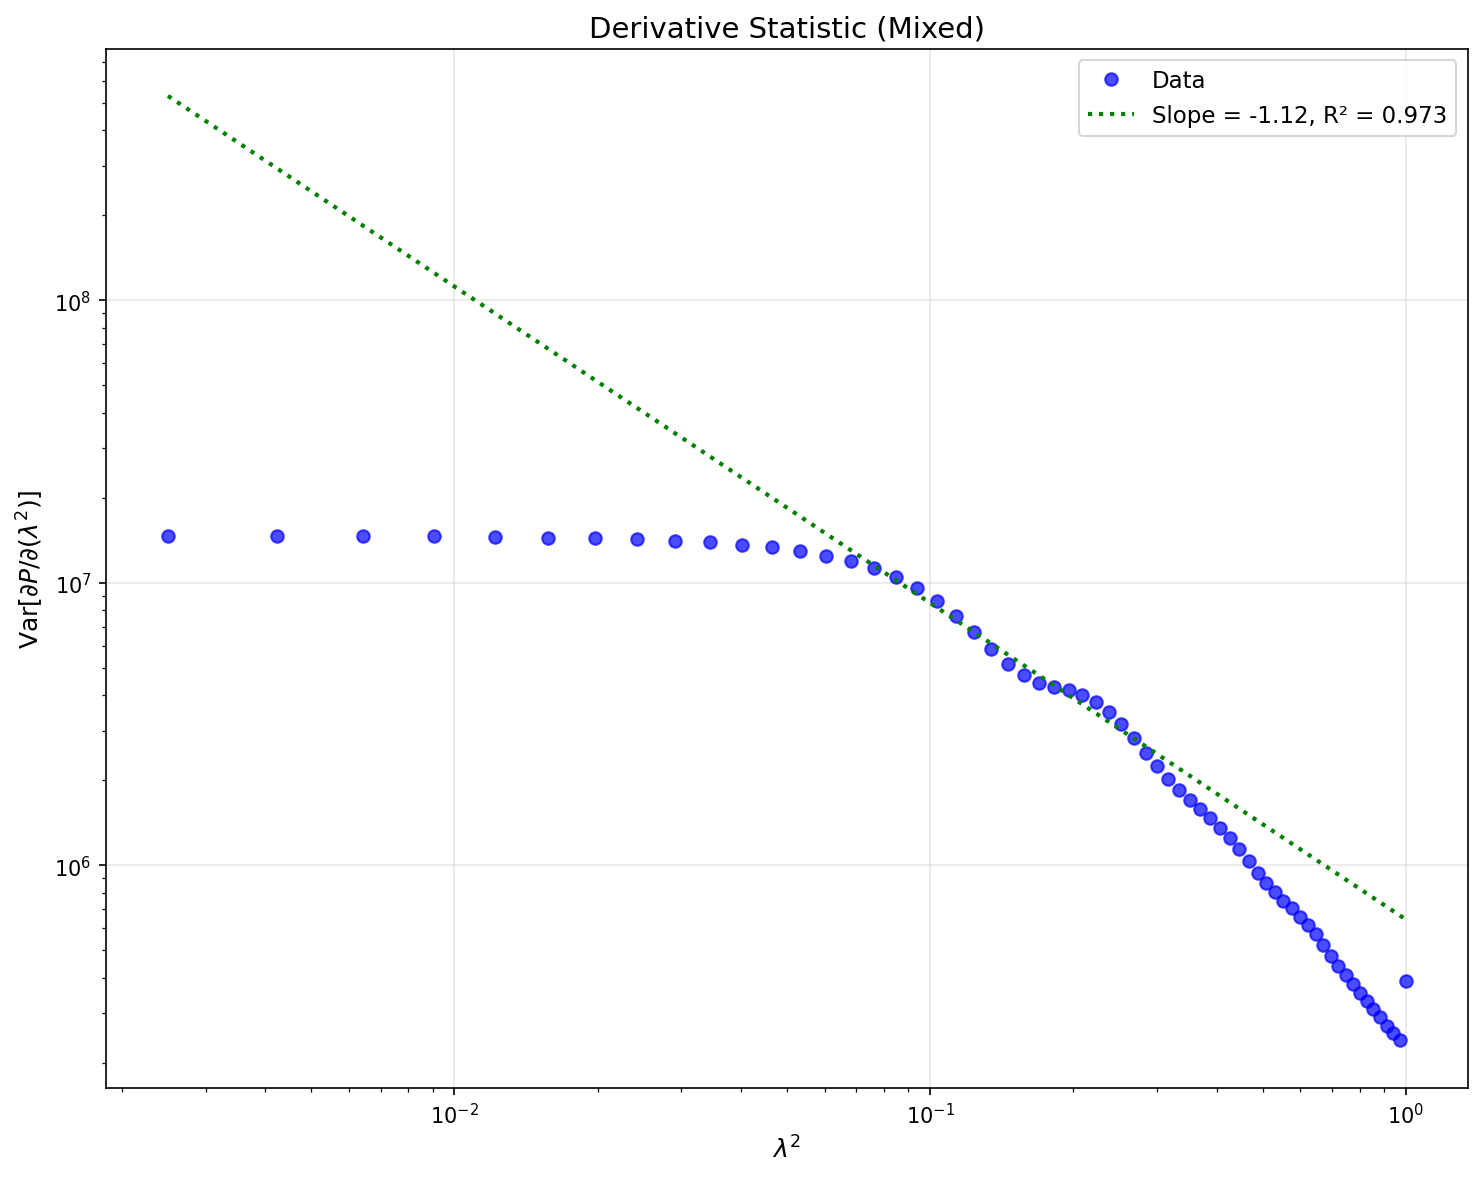 Derivative Statistic (Mixed)
Data
Slope = -1.12, R² = 0.973
Var[∂P/∂(λ²)]
10⁸
10⁷
10⁶
10⁻²
10⁻¹
10⁰
λ²